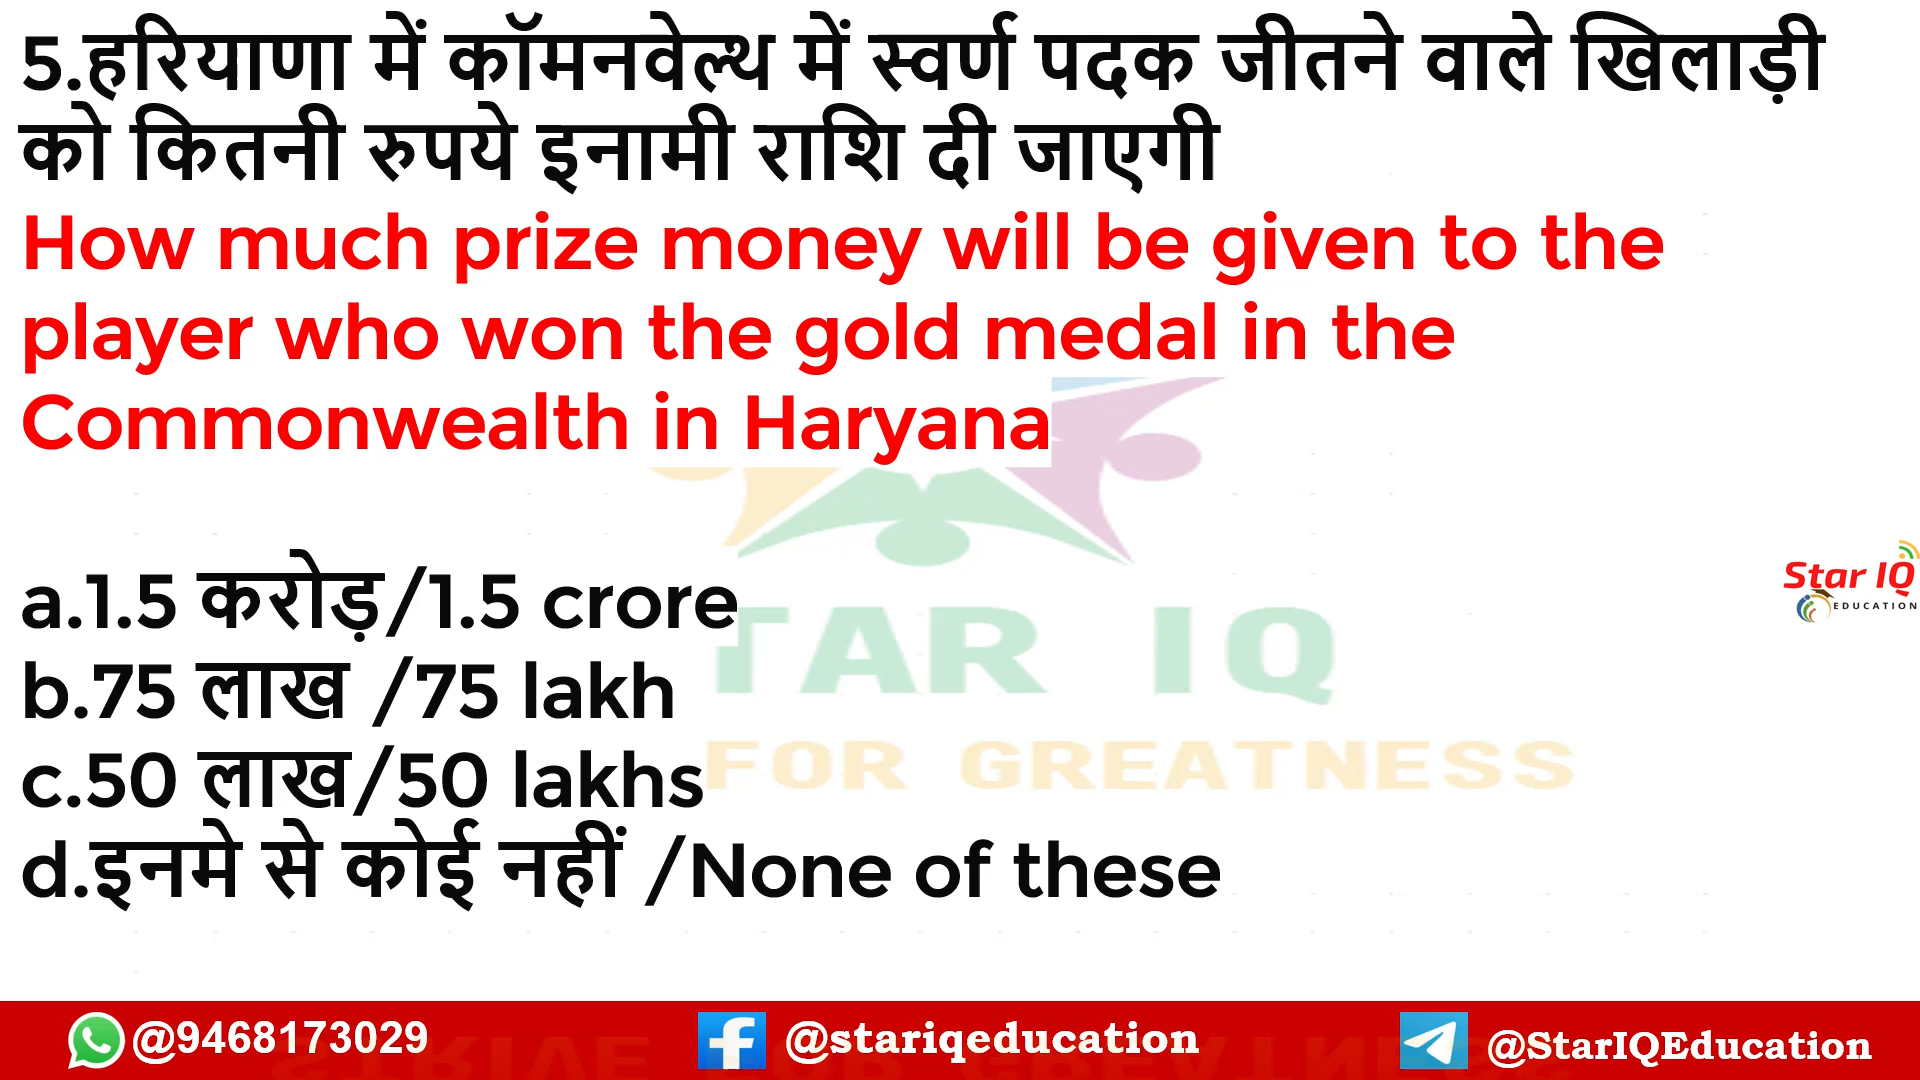 5.हरियाणा में कॉमनवेल्थ में स्वर्ण पदक जीतने वाले खिलाड़ी
को कितनी रुपये इनामी राशि दी जाएगी
How much prize money will be given to the
player who won the gold medal in the
Commonwealth in Haryana
a.1.5 करोड़/1.5 crore
TAR IQ
Star IQ
EDUCATION
b.75 लाख /75 lakh
c.50 लाख/50 lakhs
FOR GREATNESS
d.इनमे से कोई नहीं /None of these
@9468173029
@stariqeducation
@StarIQEducation